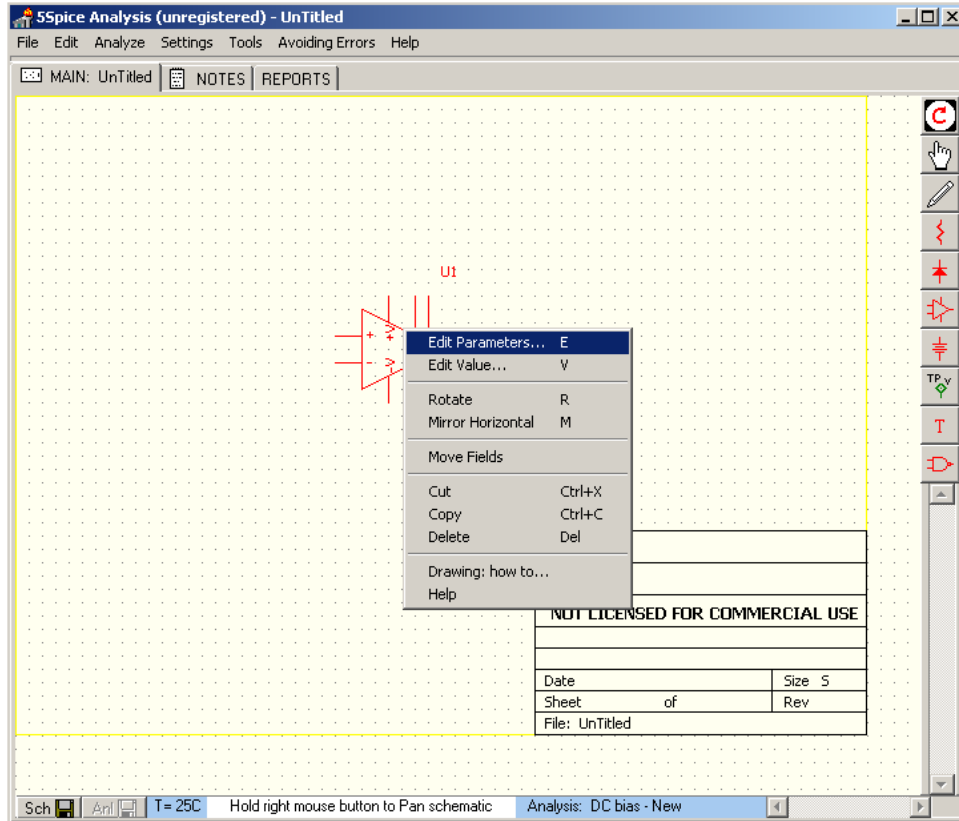 5Spice Analysis (unregistered) - UnTitled
File Edit Analyze Settings Tools Avoiding Errors Help
MAIN: UnTitled NOTES REPORTS
U1
Edit Parameters... E
Edit Value... V
Rotate R
Mirror Horizontal M
Move Fields
Cut Ctrl+X
Copy Ctrl+C
Delete Del
Drawing: how to...
Help
TP V
T
NOT LICENSED FOR COMMERCIAL USE
Date Size S
Sheet of Rev
File: UnTitled
Sch Anl T= 25C Hold right mouse button to Pan schematic Analysis: DC bias - New